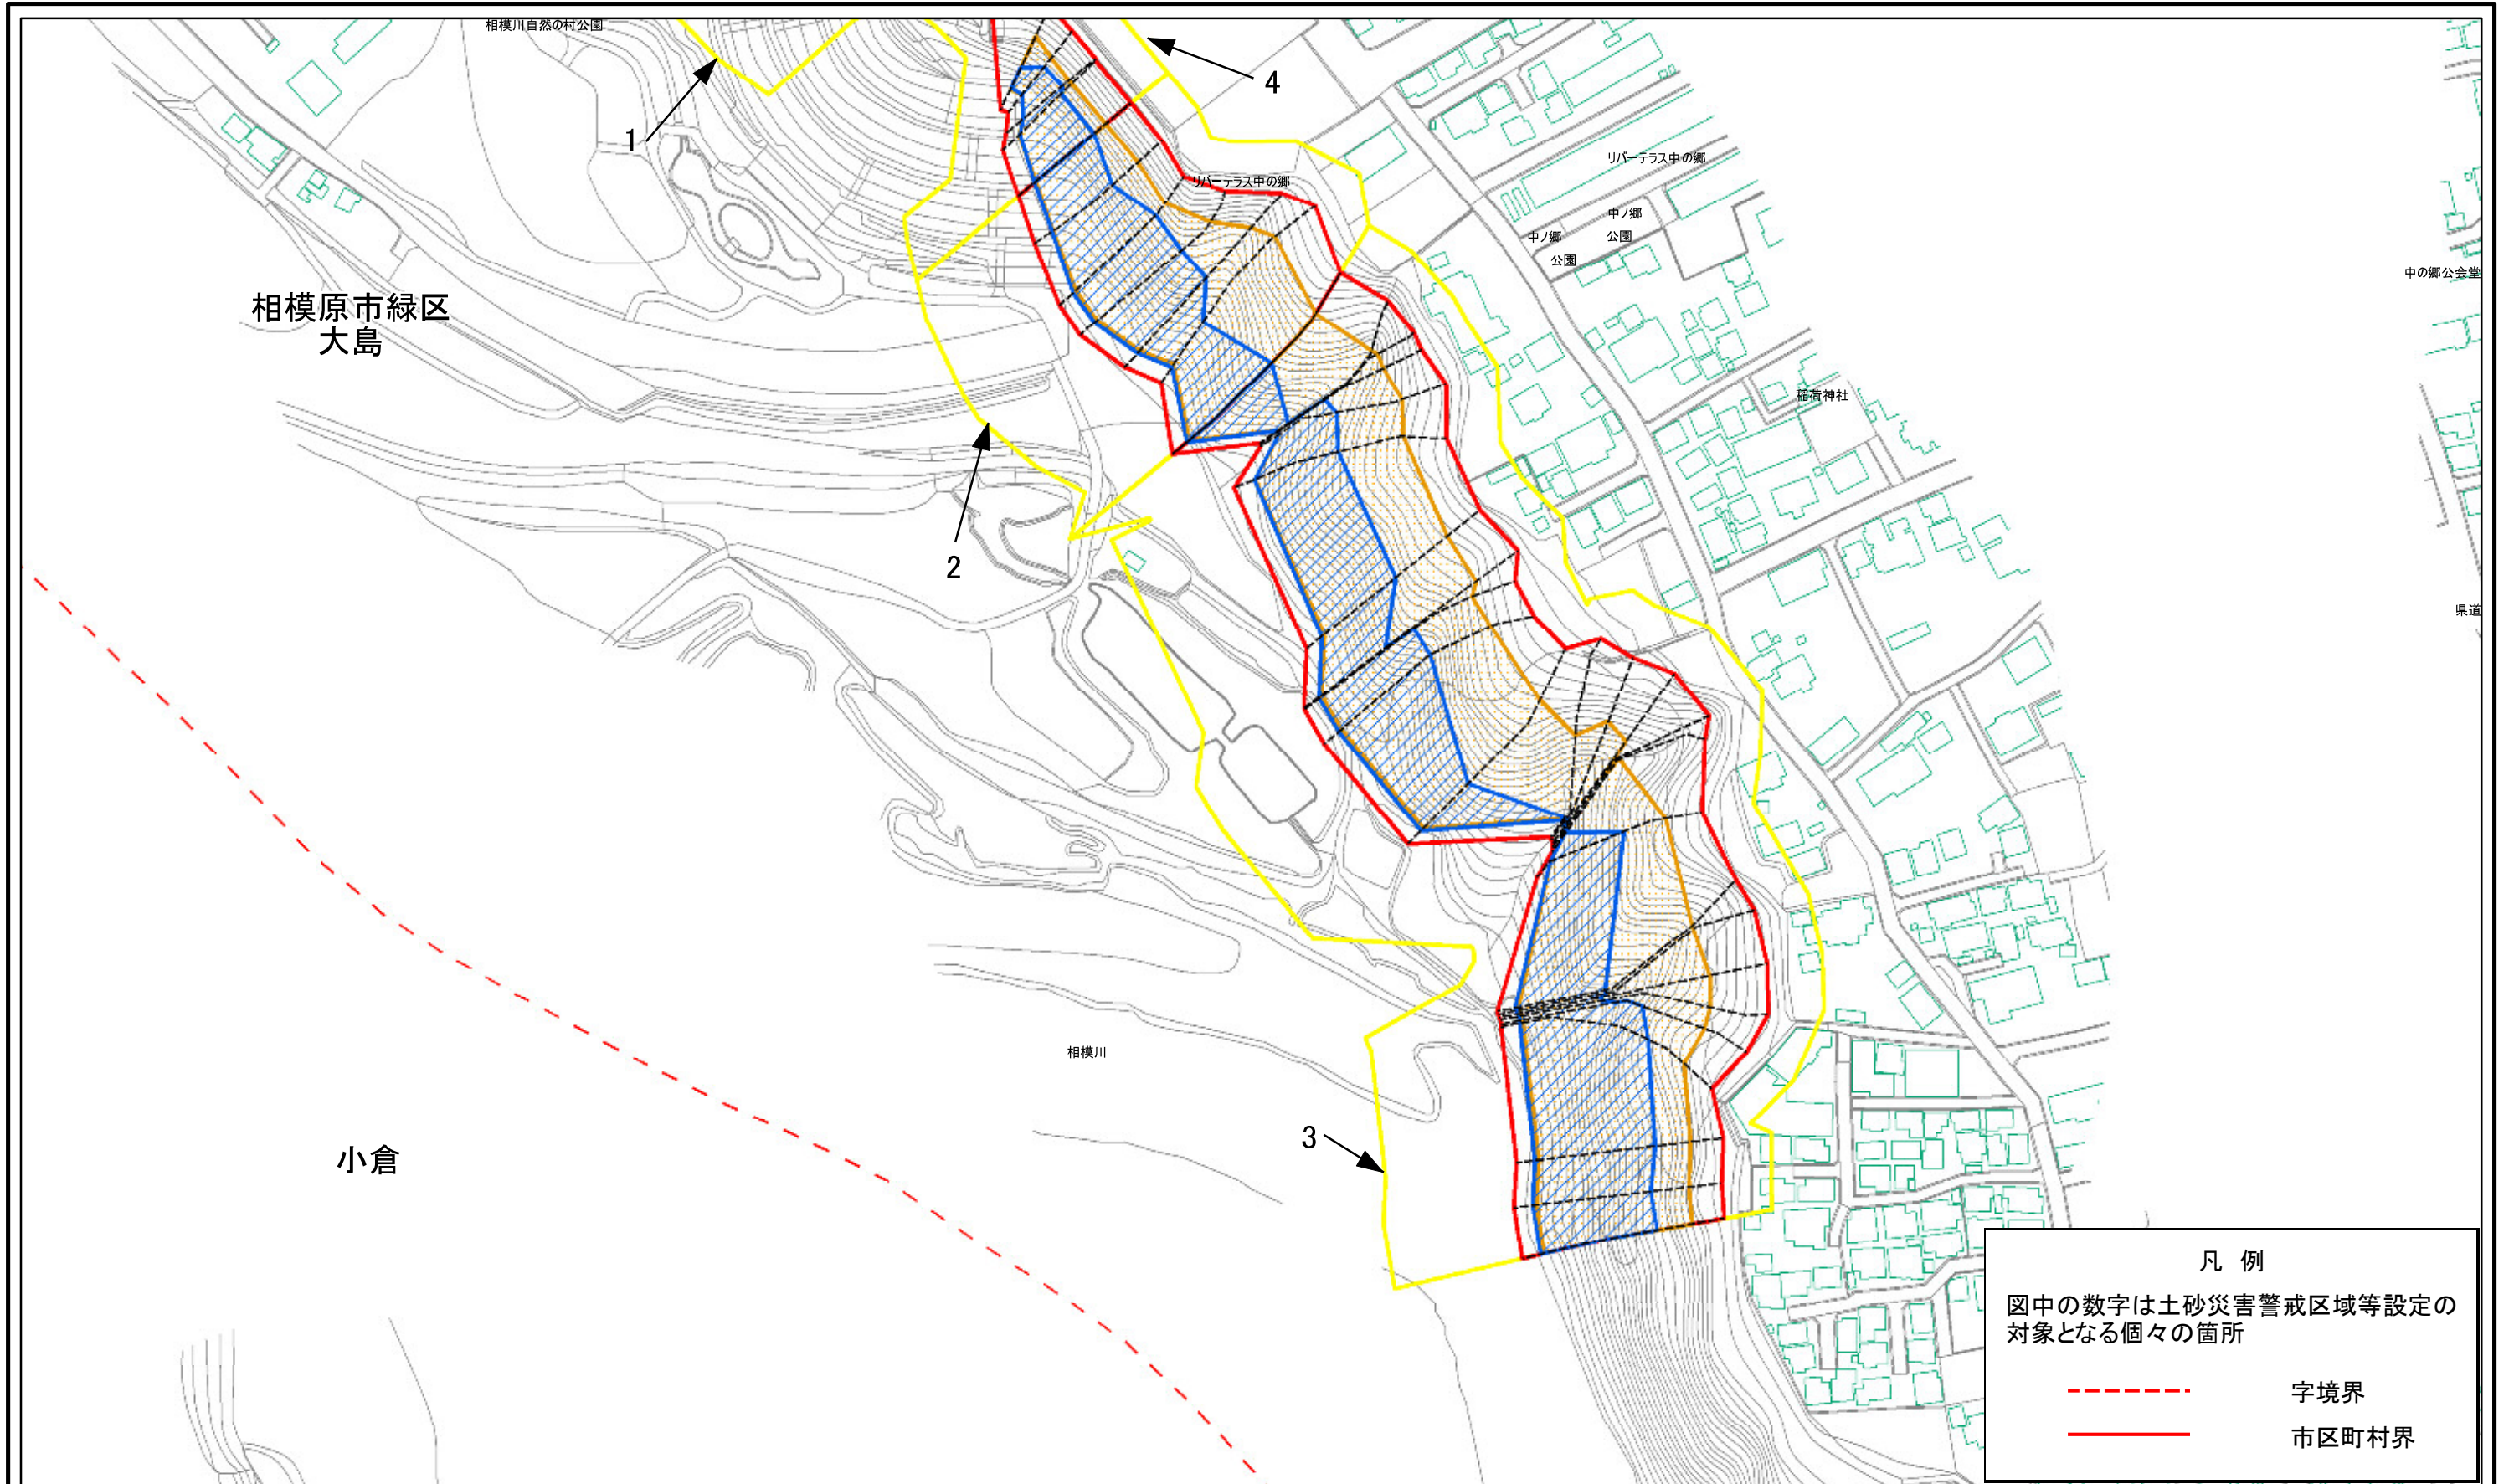 相模川自然の村公園
4
1
リバーテラス中の郷
リバーテラス中の郷
中ノ郷
公園
中ノ郷
公園
中の郷公会堂
相模原市緑区
大島
稲荷神社
2
県道
相模川
3
小倉
凡 例
図中の数字は土砂災害警戒区域等設定の
対象となる個々の箇所
字境界
市区町村界